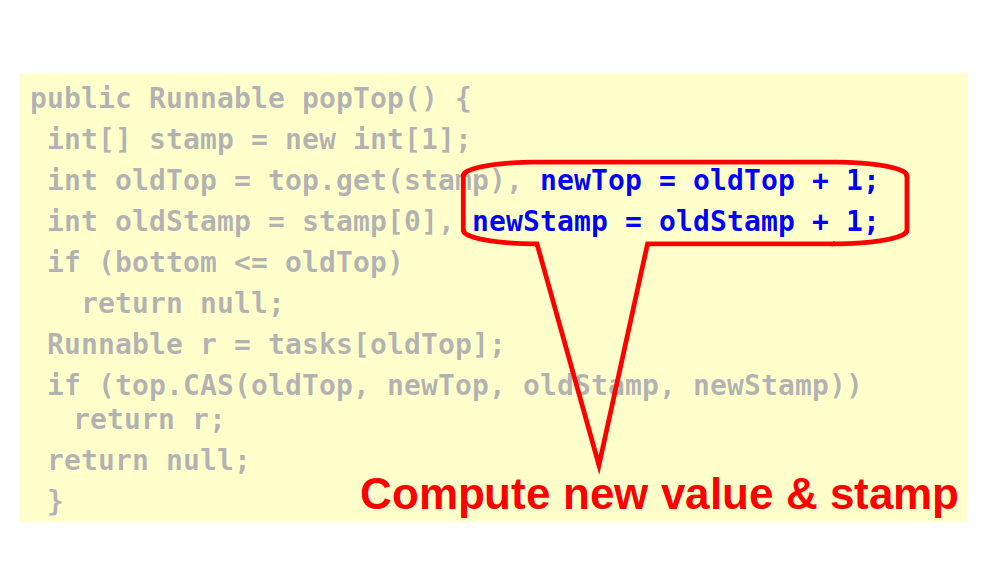 public Runnable popTop() {
int[] stamp = new int[1];
int oldTop = top.get(stamp), newTop = oldTop + 1;
int oldStamp = stamp[0], newStamp = oldStamp + 1;
if (bottom <= oldTop)
return null;
Runnable r = tasks[oldTop];
if (top.CAS(oldTop, newTop, oldStamp, newStamp))
return r;
return null;
}
Compute new value & stamp